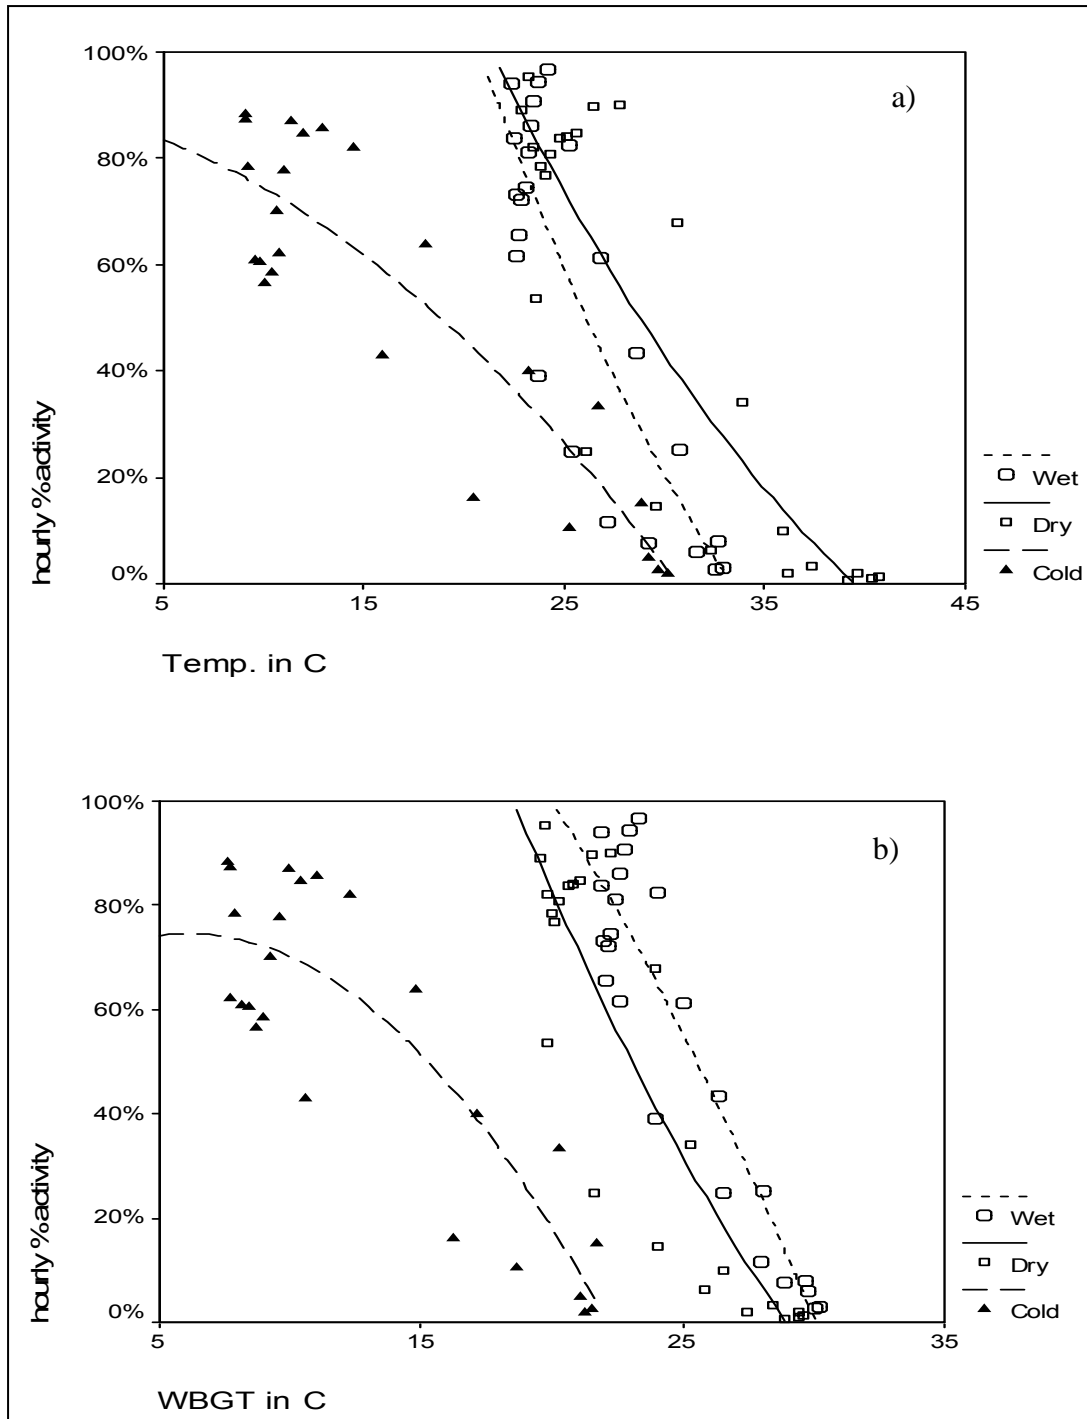 100%
a)
80%
60%
40%
20%
0%
hourly % activity
5 15 25 35 45
Temp. in C
Wet
Dry
Cold
100%
b)
80%
60%
40%
20%
0%
hourly % activity
5 15 25 35
WBGT in C
Wet
Dry
Cold